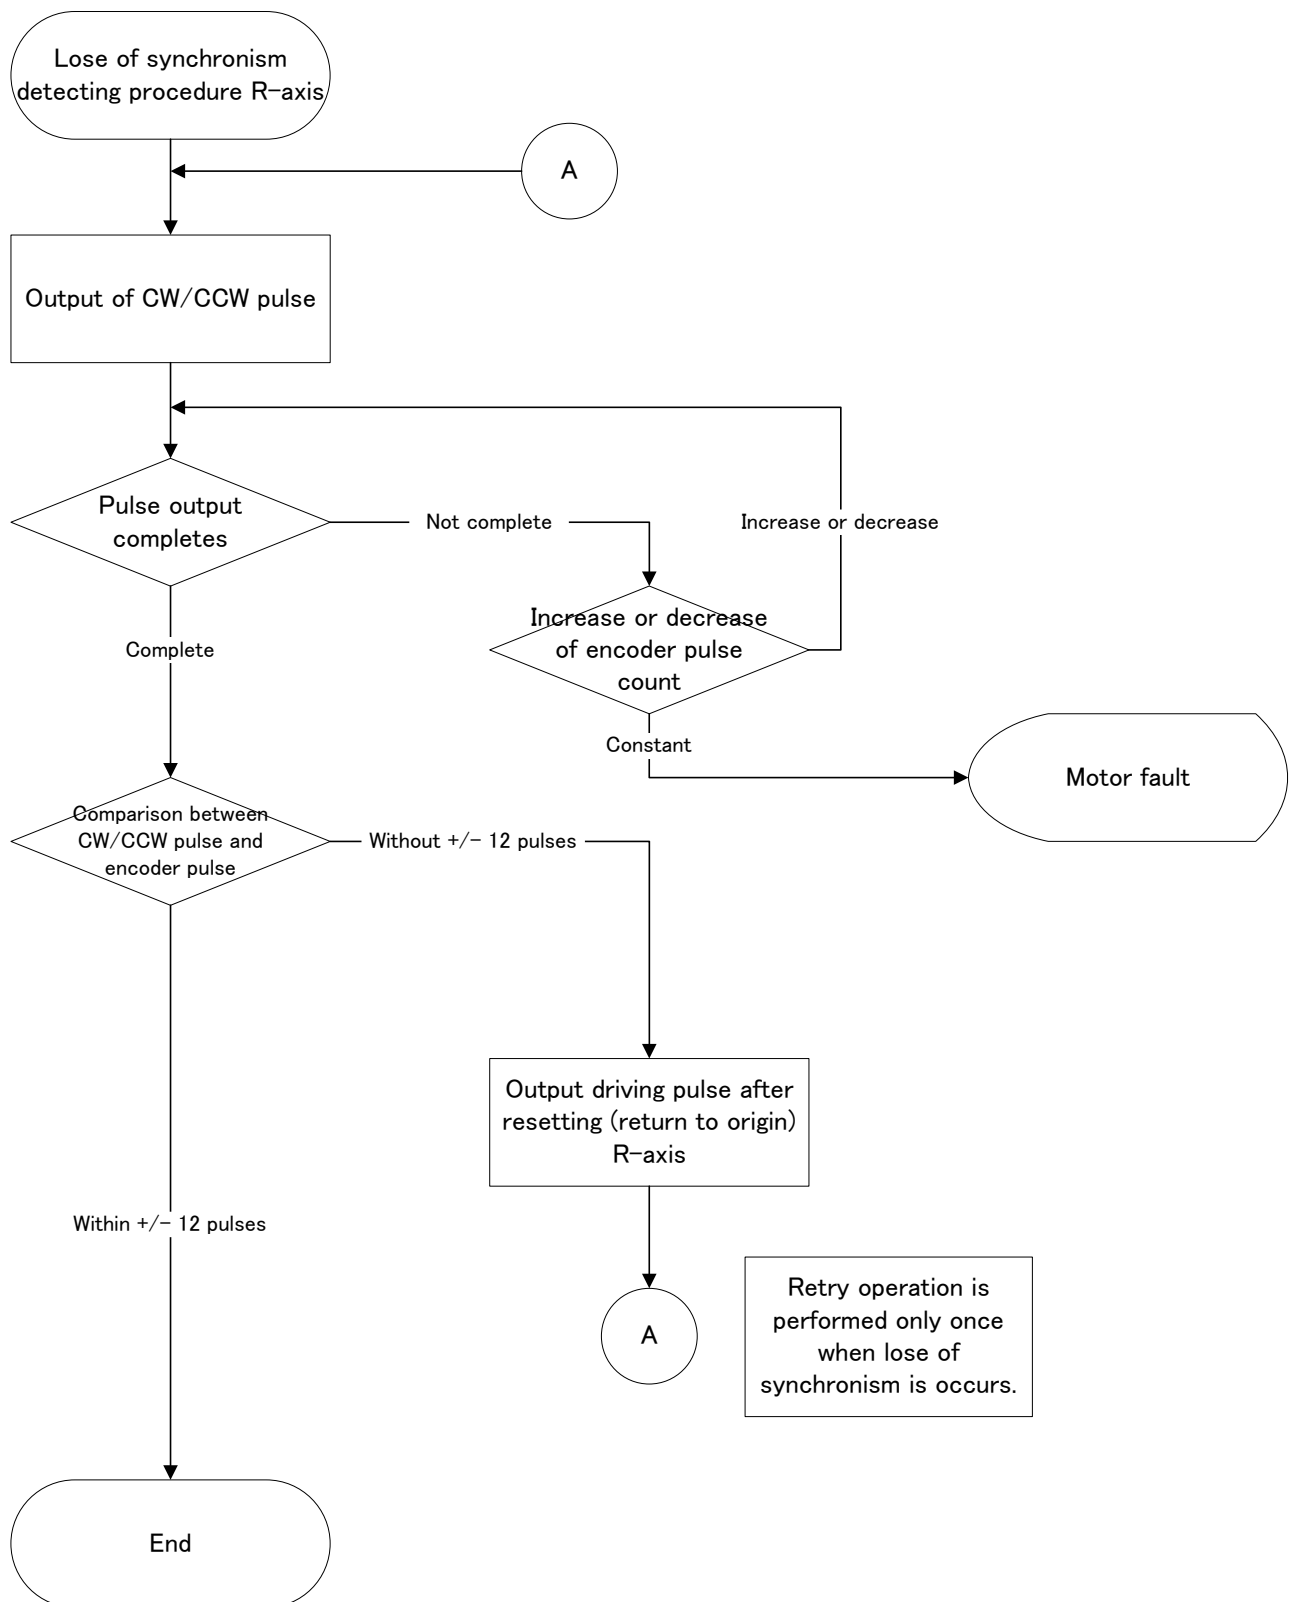 Lose of synchronism
detecting procedure R-axis
A
Output of CW/CCW pulse
Pulse output
completes
Not complete
Increase or decrease
Increase or decrease
of encoder pulse
count
Complete
Constant
Motor fault
Comparison between
CW/CCW pulse and
encoder pulse
Without +/- 12 pulses
Output driving pulse after
resetting (return to origin)
R-axis
Within +/- 12 pulses
A
Retry operation is
performed only once
when lose of
synchronism is occurs.
End